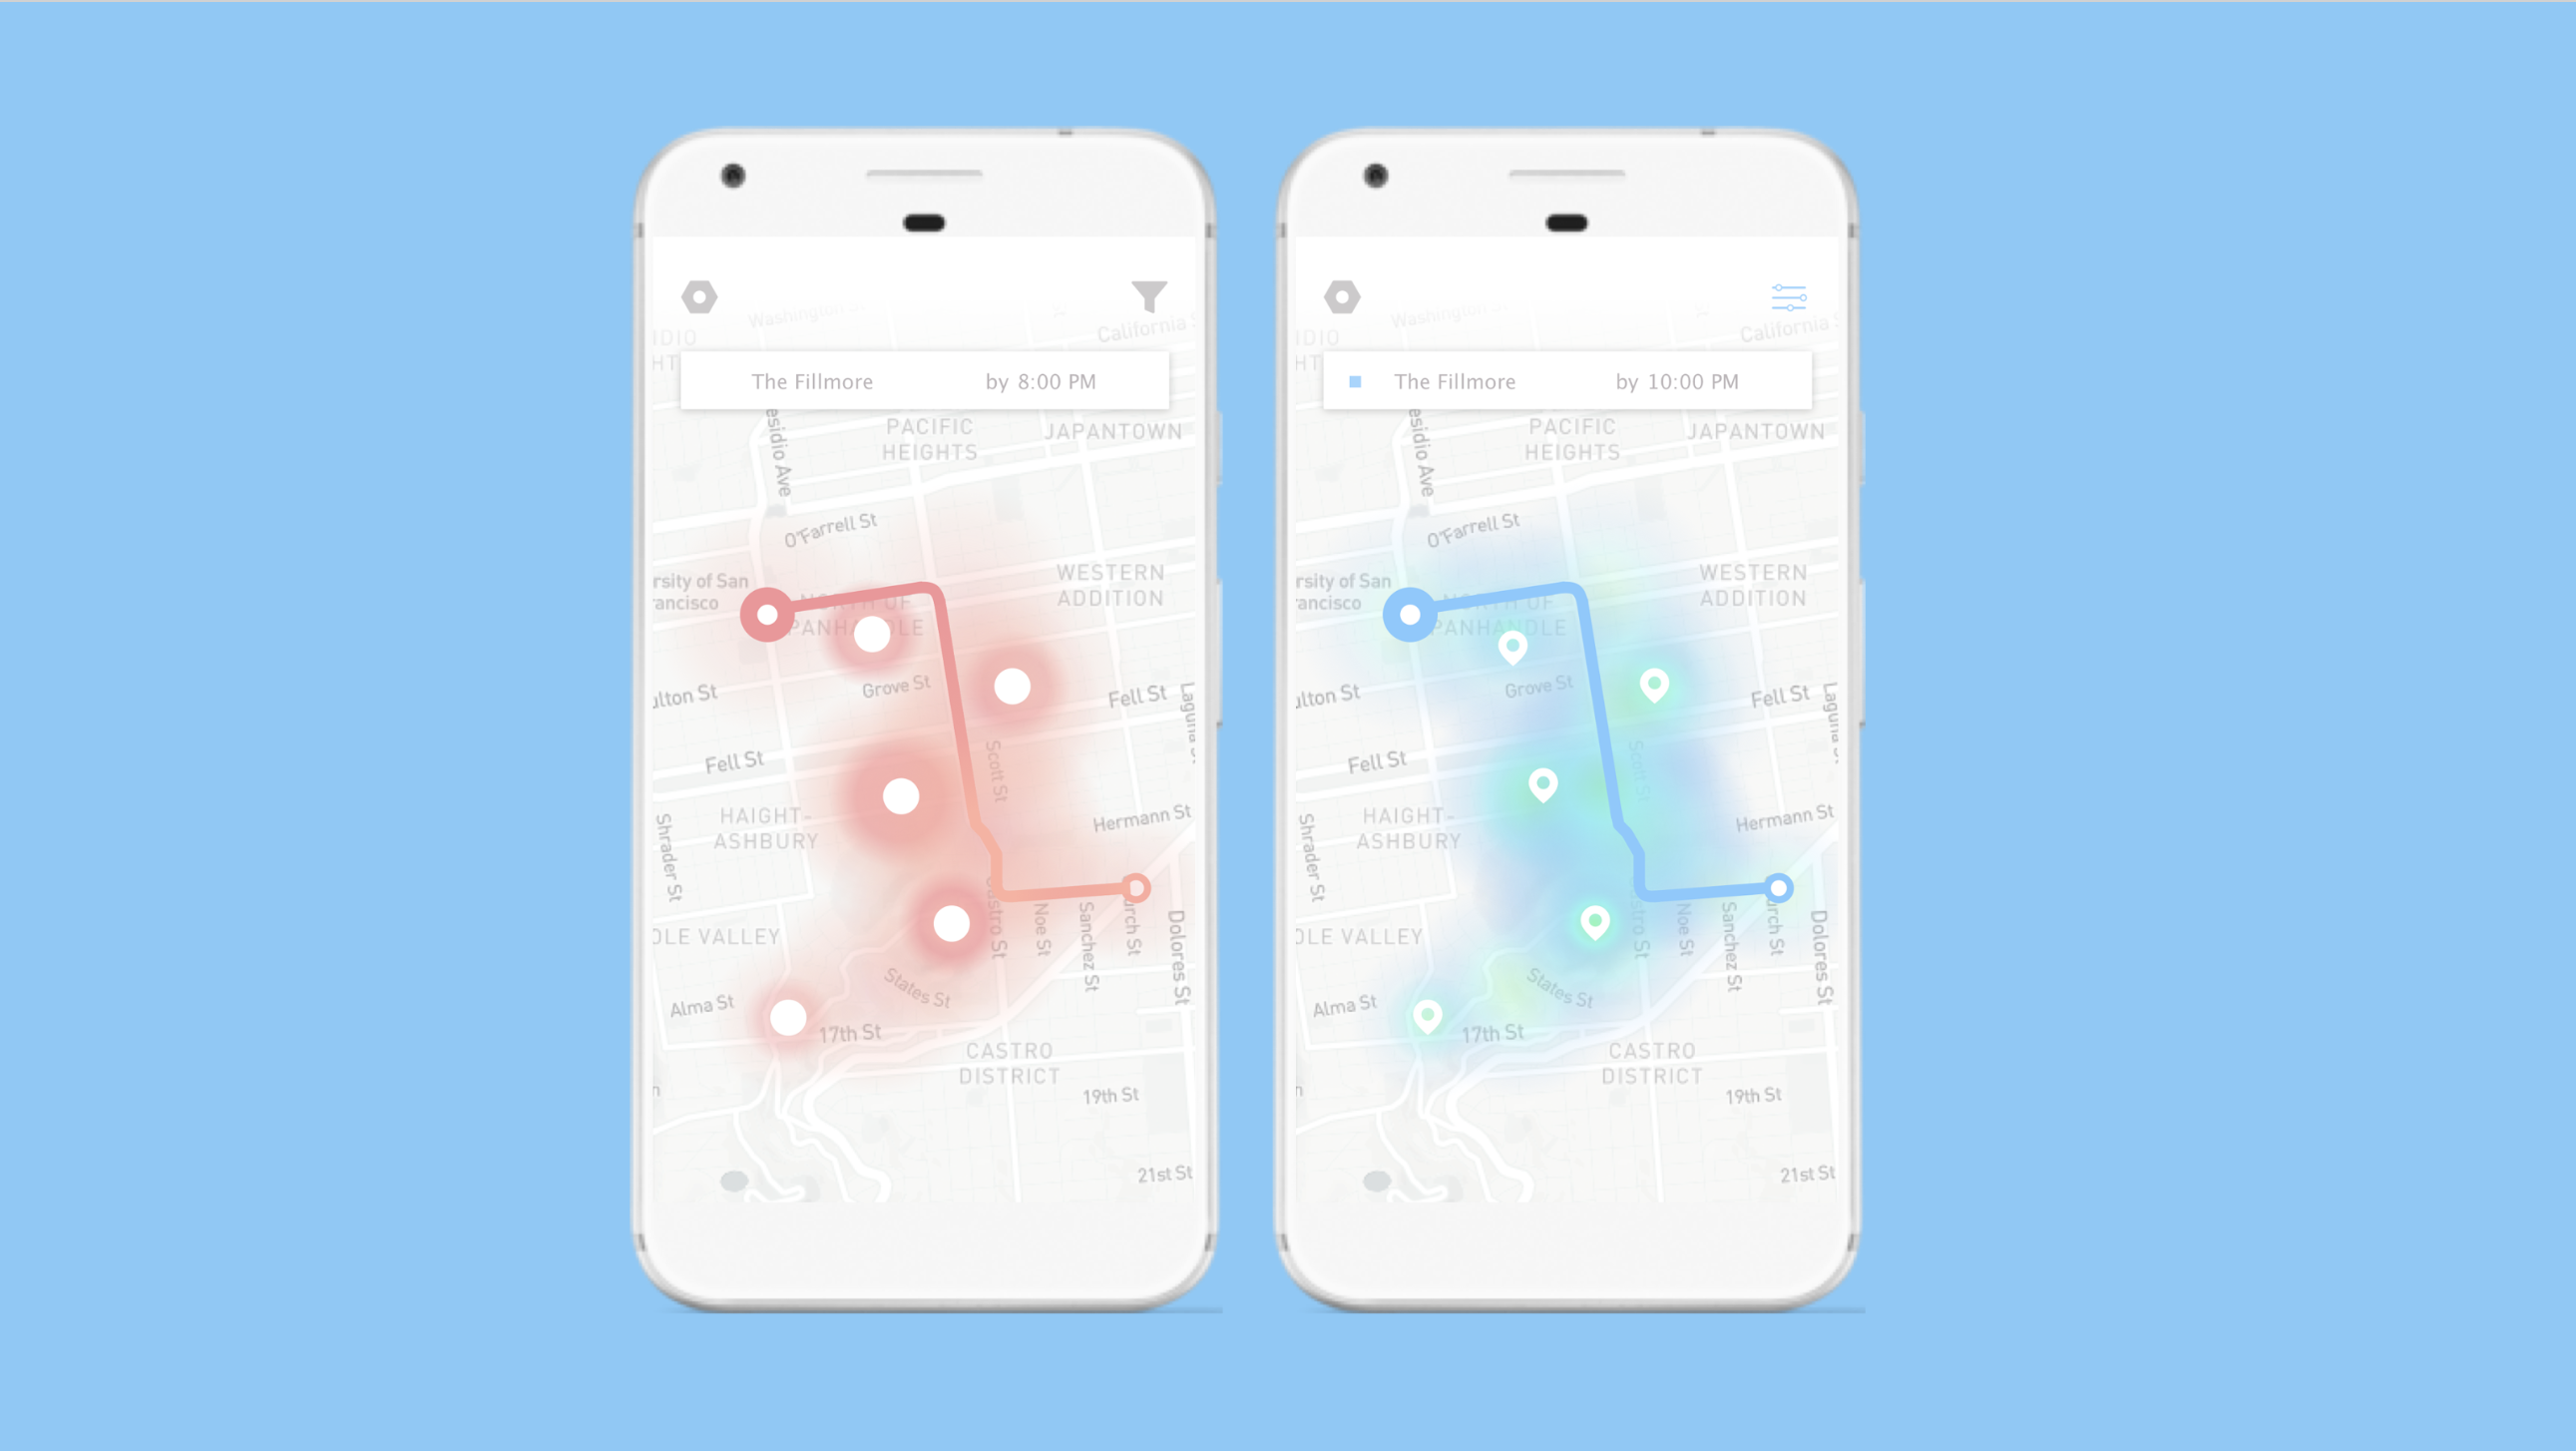 Washington St
California S
IDIO
HT
The Fillmore by 8:00 PM
esidio Ave
PACIFIC
HEIGHTS
JAPANTOWN
O'Farrell St
WESTERN
ADDITION
rsity of San
rancisco
NORTH OF
PANHANDLE
Grove St
ulton St
Fell St
Laguna S
Fell St
Scott St
HAIGHT-
ASHBURY
Hermann St
Shrader St
Castro St
Noe St
Sanchez St
urch St
Dolores St
OLE VALLEY
States St
Alma St
17th St
CASTRO
DISTRICT
n
19th St
21st St
Washington St
California S
IDIO
HT
The Fillmore by 10:00 PM
esidio Ave
PACIFIC
HEIGHTS
JAPANTOWN
O'Farrell St
WESTERN
ADDITION
rsity of San
rancisco
NORTH OF
PANHANDLE
Grove St
ulton St
Fell St
Laguna S
Fell St
Scott St
HAIGHT-
ASHBURY
Hermann St
Shrader St
astro St
Noe St
Sanchez St
urch St
Dolores St
OLE VALLEY
States St
Alma St
17th St
CASTRO
DISTRICT
n
19th St
21st St